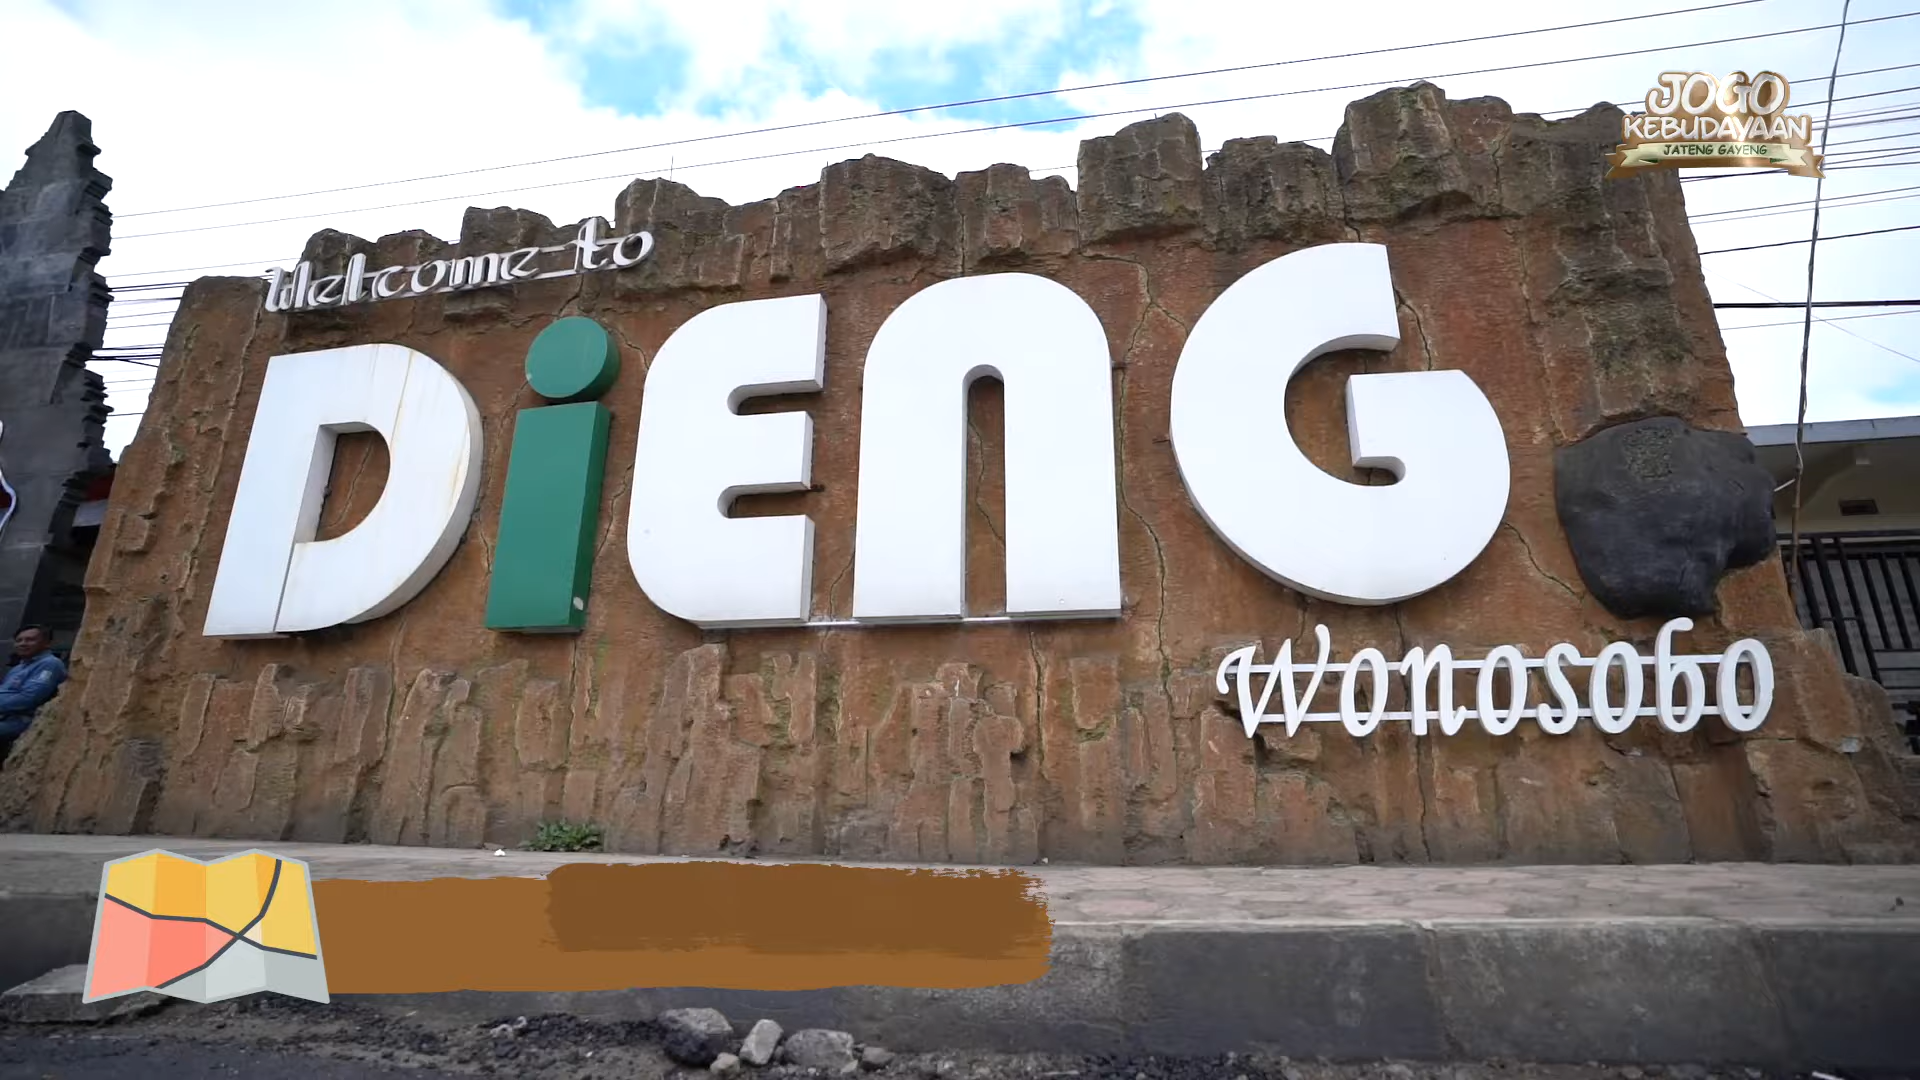 JOGO
KEBUDAYAAN
JATENG GAYENG
Welcome to
DiENG
Wonosobo